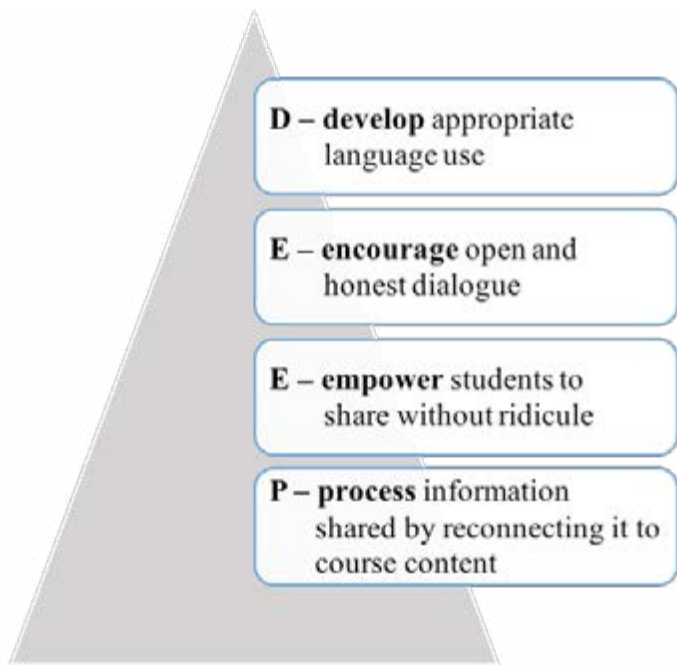 D – develop appropriate
language use
E – encourage open and
honest dialogue
E – empower students to
share without ridicule
P – process information
shared by reconnecting it to
course content